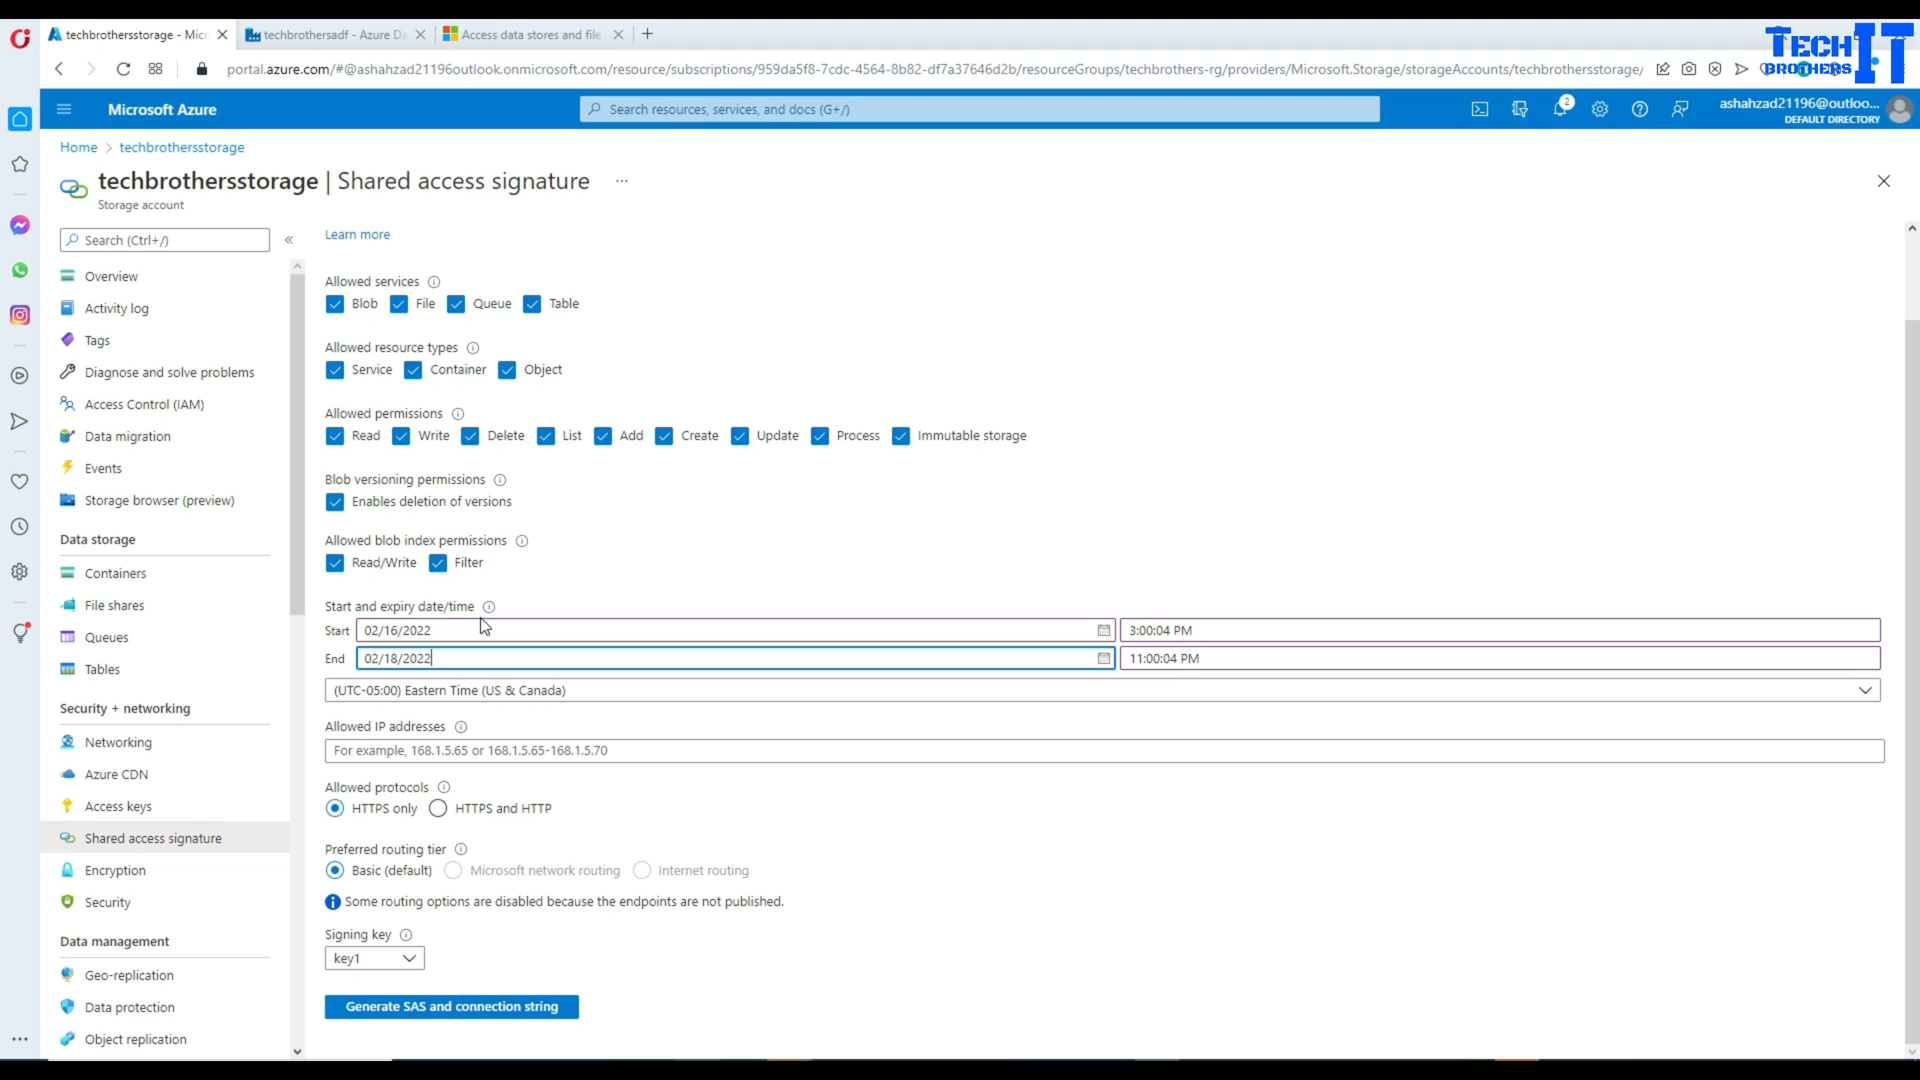 techbrothersstorage - Micr
techbrothersadf - Azure Da
Access data stores and file
TECH IT BROTHERS
portal.azure.com/#@ashahzad21196outlook.onmicrosoft.com/resource/subscriptions/959da5f8-7cdc-4564-8b82-df7a37646d2b/resourceGroups/techbrothers-rg/providers/Microsoft.Storage/storageAccounts/techbrothersstorage/
Microsoft Azure
Search resources, services, and docs (G+/)
2
ashahzad21196@outloo...
DEFAULT DIRECTORY
Home > techbrothersstorage
techbrothersstorage | Shared access signature ...
Storage account
Search (Ctrl+/)
Overview
Activity log
Tags
Diagnose and solve problems
Access Control (IAM)
Data migration
Events
Storage browser (preview)
Data storage
Containers
File shares
Queues
Tables
Security + networking
Networking
Azure CDN
Access keys
Shared access signature
Encryption
Security
Data management
Geo-replication
Data protection
Object replication
Learn more
Allowed services
Blob File Queue Table
Allowed resource types
Service Container Object
Allowed permissions
Read Write Delete List Add Create Update Process Immutable storage
Blob versioning permissions
Enables deletion of versions
Allowed blob index permissions
Read/Write Filter
Start and expiry date/time
Start 02/16/2022 3:00:04 PM
End 02/18/2022 11:00:04 PM
(UTC-05:00) Eastern Time (US & Canada)
Allowed IP addresses
For example, 168.1.5.65 or 168.1.5.65-168.1.5.70
Allowed protocols
HTTPS only HTTPS and HTTP
Preferred routing tier
Basic (default) Microsoft network routing Internet routing
Some routing options are disabled because the endpoints are not published.
Signing key
key1
Generate SAS and connection string